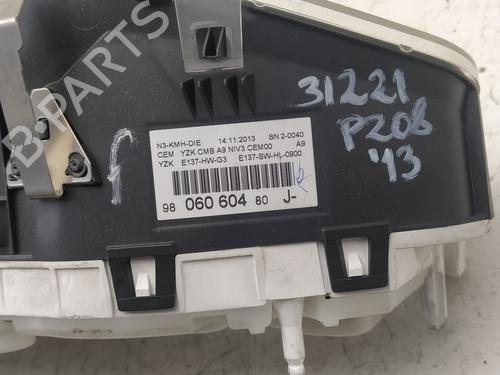 B-PARTS
31221
P208
'13
N3-KMH-DIE 14:11:2013 SN 2-0040
CEM YZK CMB A9 NIV3 CEM00 A9
YZK E137-HW-G3 E137-SW-HL-0900
98 060 604 80 J-
f